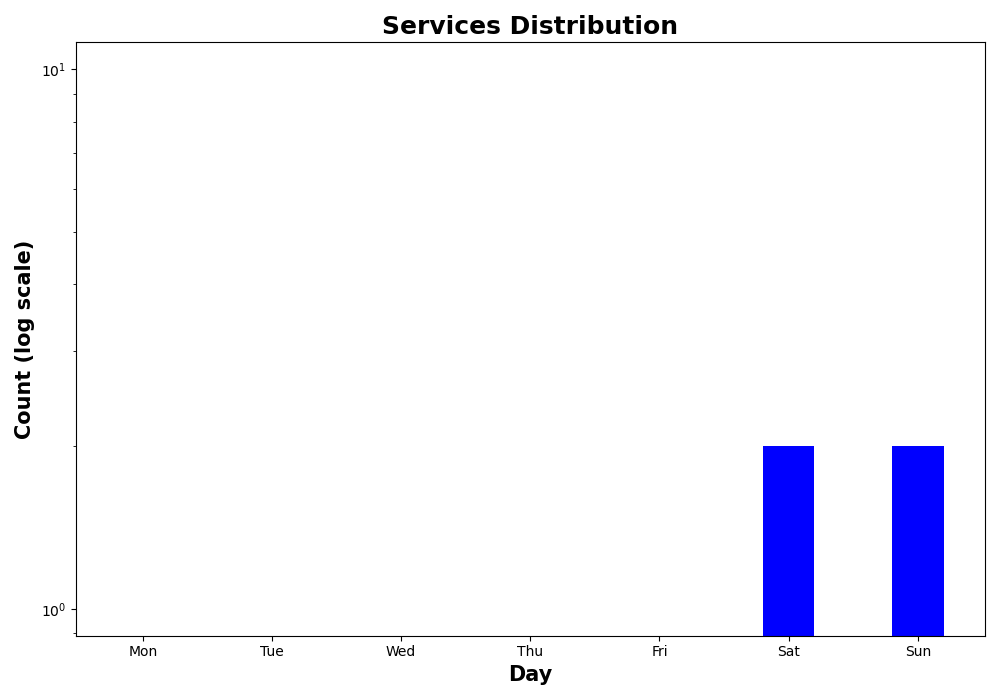 Services Distribution
Count (log scale)
10¹
10⁰
Mon Tue Wed Thu Fri Sat Sun
Day